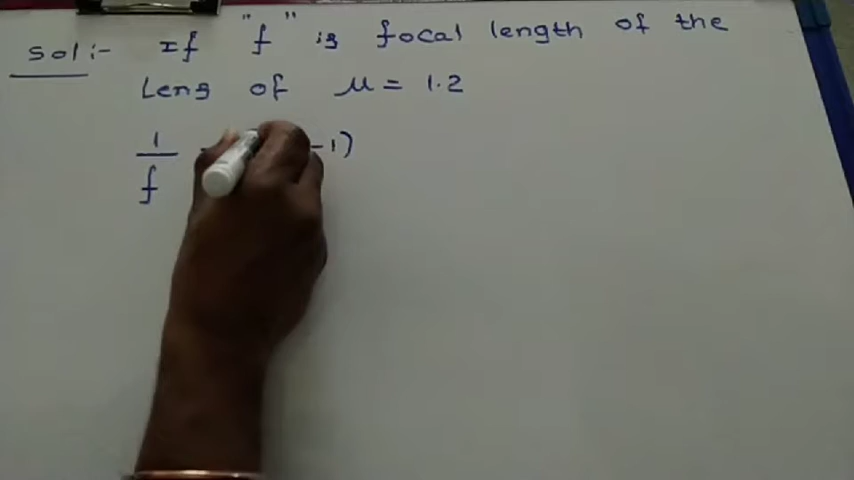 Sol:- If "f" is focal length of the
Lens of μ = 1.2
1/f -1)